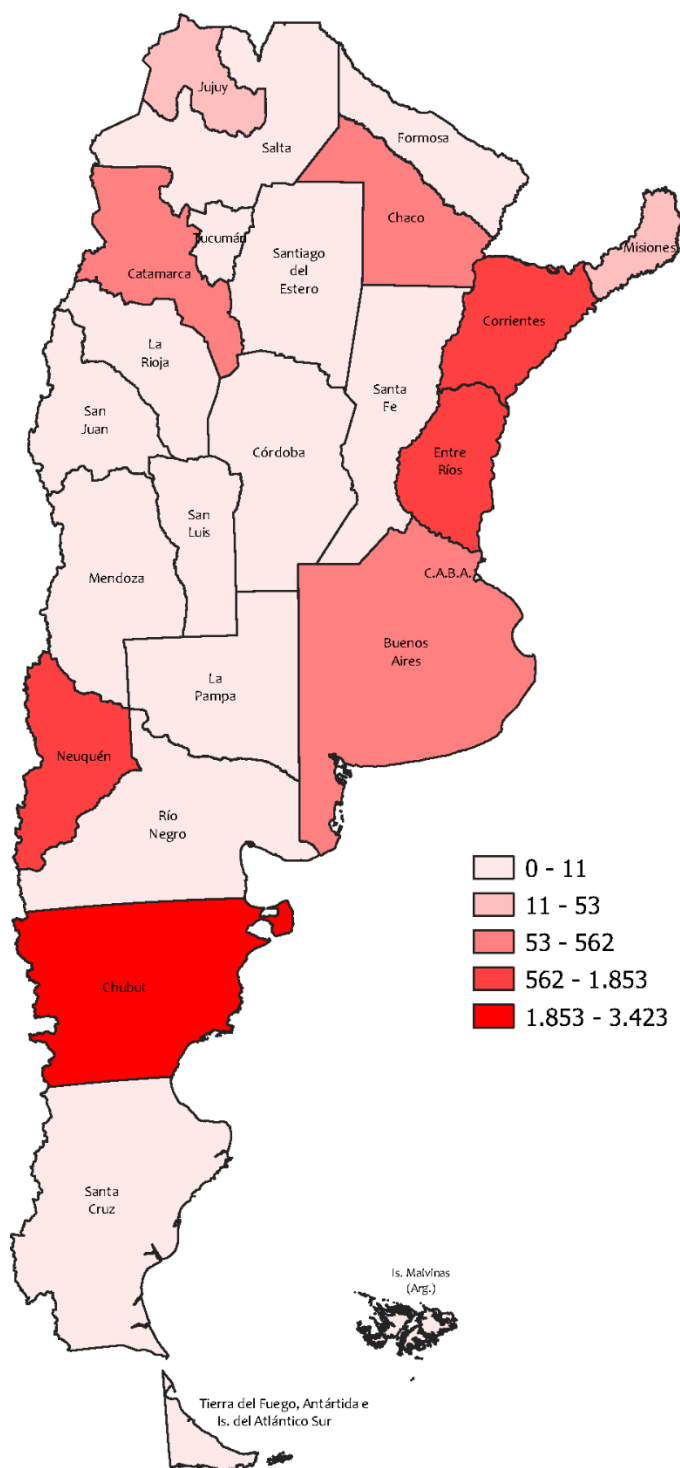 Jujuy
Salta
Formosa
Chaco
Misiones
Tucumán
Catamarca
Santiago
del
Estero
Corrientes
La
Rioja
Santa
Fe
San
Juan
Córdoba
Entre
Ríos
San
Luis
Mendoza
C.A.B.A.
Buenos
Aires
La
Pampa
Neuquén
Río
Negro
0 - 11
11 - 53
53 - 562
562 - 1.853
1.853 - 3.423
Chubut
Santa
Cruz
Is. Malvinas
(Arg.)
Tierra del Fuego, Antártida e
Is. del Atlántico Sur